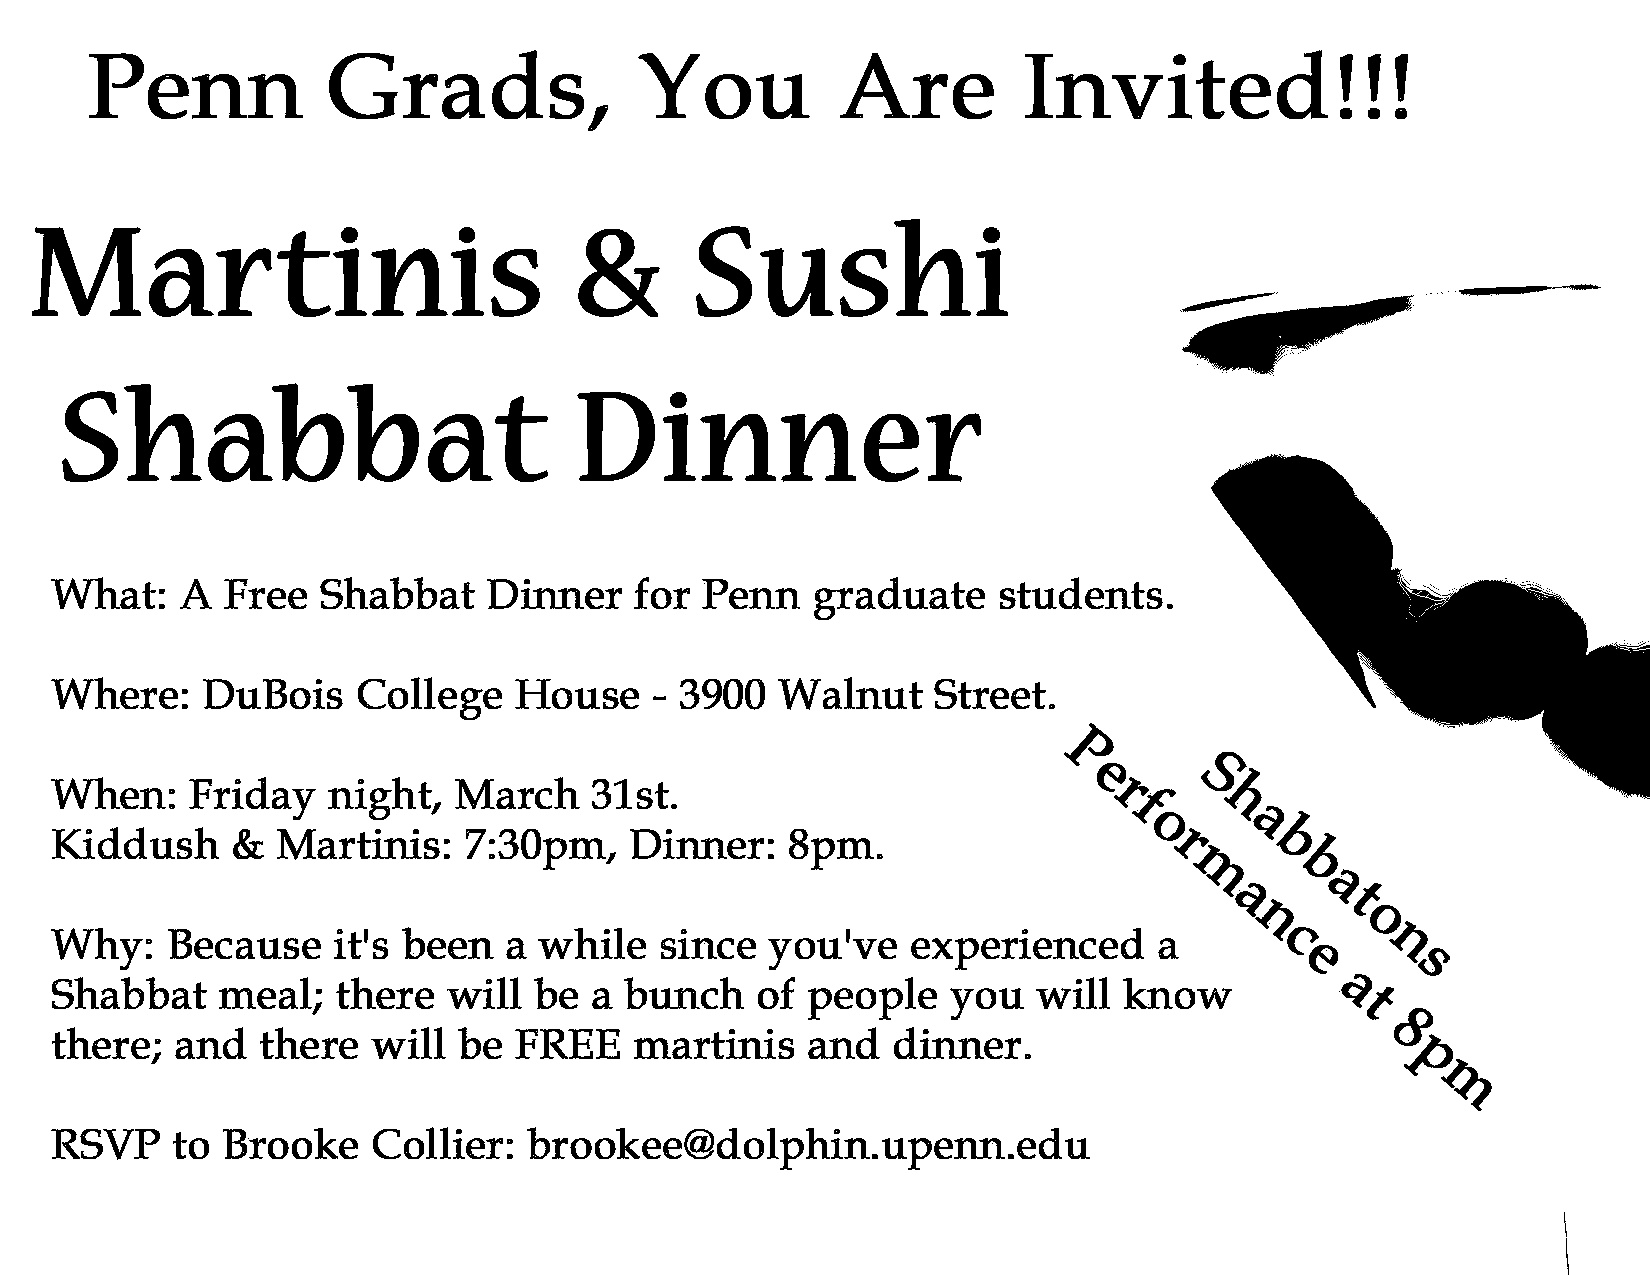 Penn Grads, You Are Invited!!!
Martinis & Sushi
Shabbat Dinner
What: A Free Shabbat Dinner for Penn graduate students.
Where: DuBois College House - 3900 Walnut Street.
When: Friday night, March 31st.
Kiddush & Martinis: 7:30pm, Dinner: 8pm.
Shabbatons
Performance at 8pm
Why: Because it's been a while since you've experienced a
Shabbat meal; there will be a bunch of people you will know
there; and there will be FREE martinis and dinner.
RSVP to Brooke Collier: brookee@dolphin.upenn.edu